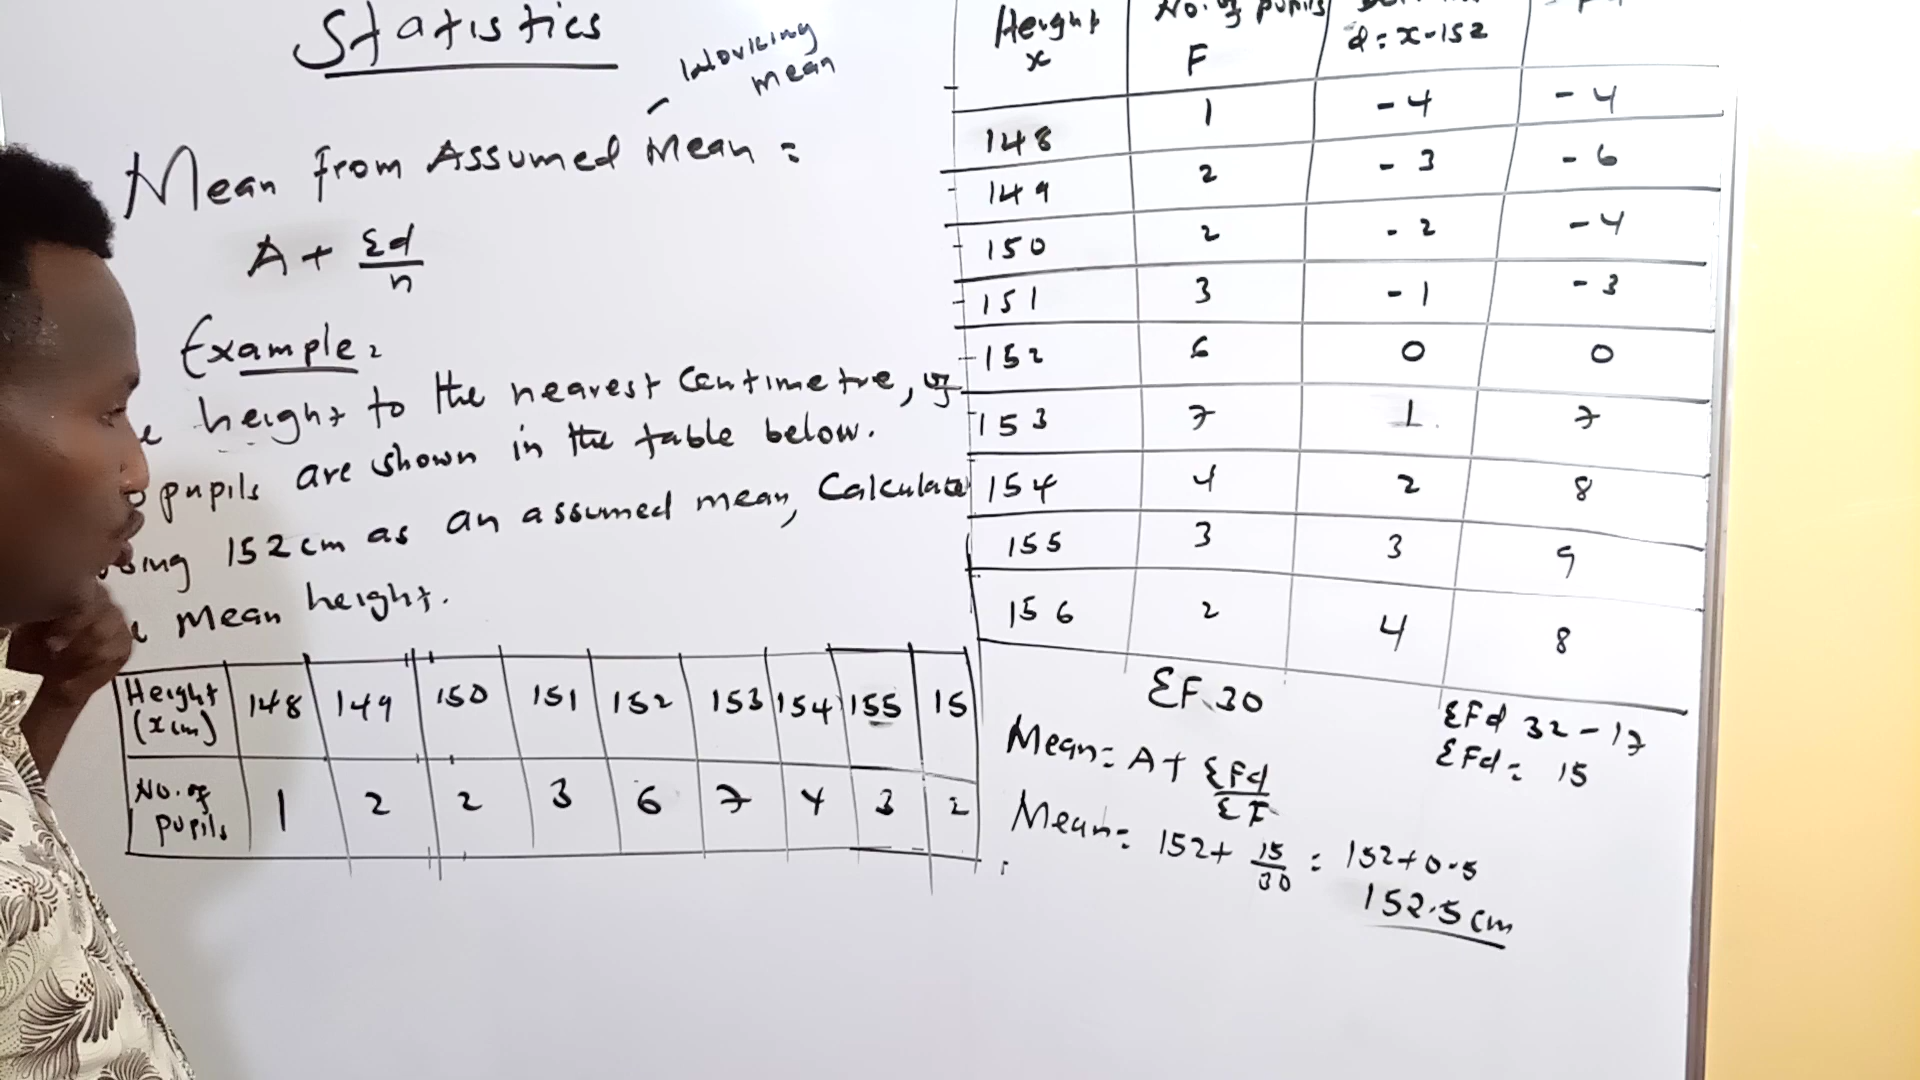 Statistics
working
mean
Mean from Assumed Mean =
A + Σd
n
Example:
height to the nearest Centimetre, of
pupils are shown in the table below.
152cm as an assumed mean, Calculate
Mean height.
Height (x cm) 148 149 150 151 152 153 154 155 15
No. of pupils 1 2 2 3 6 7 4 3 2
Height x No. of pupils F d = x-152
148 1 -4 -4
149 2 -3 -6
150 2 -2 -4
151 3 -1 -3
152 6 0 0
153 7 1 7
154 4 2 8
155 3 3 9
156 2 4 8
ΣF 30
ΣFd 32 - 17
ΣFd = 15
Mean = A + ΣFd
ΣF
Mean = 152 + 15/30 = 152 + 0.5
152.5 cm